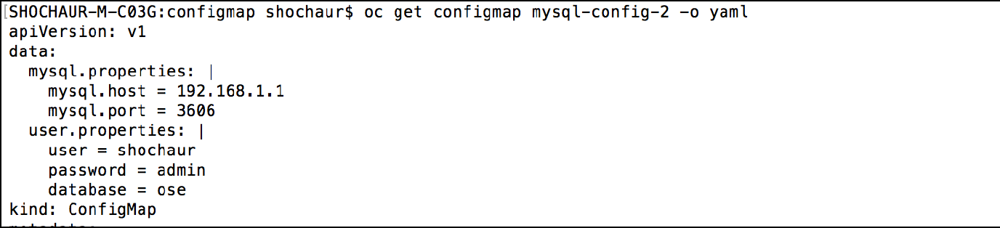 [SHOCHAUR-M-C03G:configmap shochaur$ oc get configmap mysql-config-2 -o yaml
apiVersion: v1
data:
  mysql.properties: |
    mysql.host = 192.168.1.1
    mysql.port = 3606
  user.properties: |
    user = shochaur
    password = admin
    database = ose
kind: ConfigMap